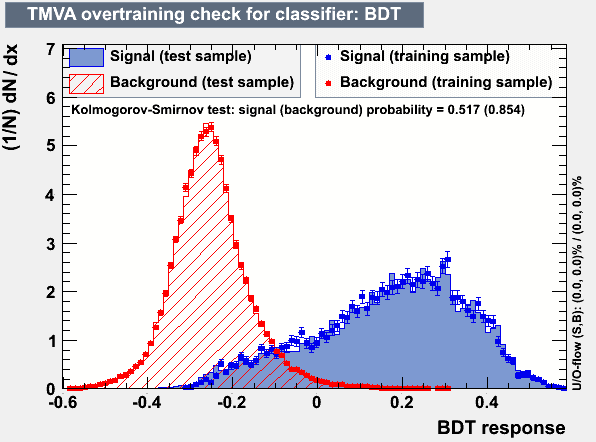 TMVA overtraining check for classifier: BDT
(1/N) dN / dx
7
6
5
4
3
2
1
0
Signal (test sample)
Background (test sample)
Signal (training sample)
Background (training sample)
Kolmogorov-Smirnov test: signal (background) probability = 0.517 (0.854)
U/O-flow (S,B): (0.0, 0.0)% / (0.0, 0.0)%
-0.6 -0.4 -0.2 0 0.2 0.4
BDT response